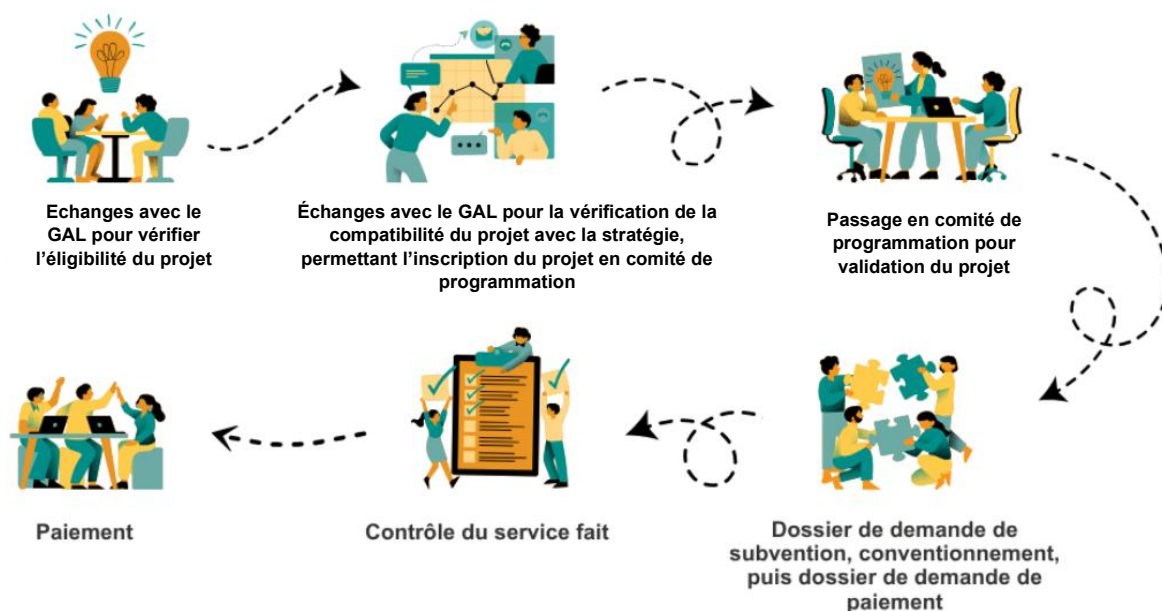 Echanges avec le
GAL pour vérifier
l’éligibilité du projet
Échanges avec le GAL pour la vérification de la
compatibilité du projet avec la stratégie,
permettant l’inscription du projet en comité de
programmation
Passage en comité de
programmation pour
validation du projet
Dossier de demande de
subvention, conventionnement,
puis dossier de demande de
paiement
Contrôle du service fait
Paiement